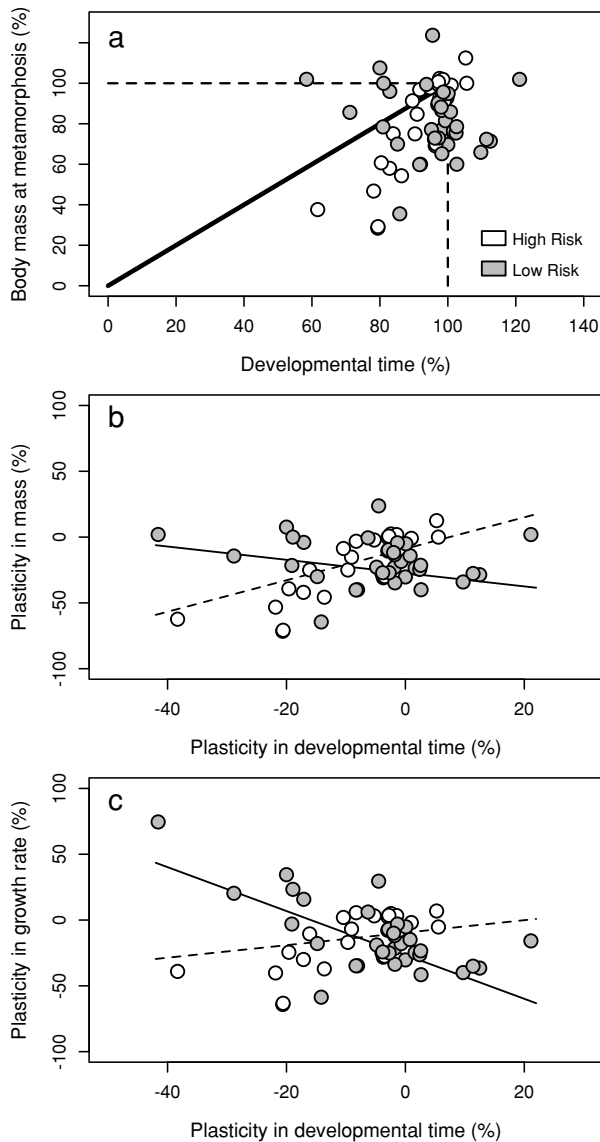 a
Body mass at metamorphosis (%)
0
20
40
60
80
100
High Risk
Low Risk
0 20 40 60 80 100 120 140
Developmental time (%)
b
Plasticity in mass (%)
100
50
0
-50
-100
-40 -20 0 20
Plasticity in developmental time (%)
c
Plasticity in growth rate (%)
100
50
0
-50
-100
-40 -20 0 20
Plasticity in developmental time (%)